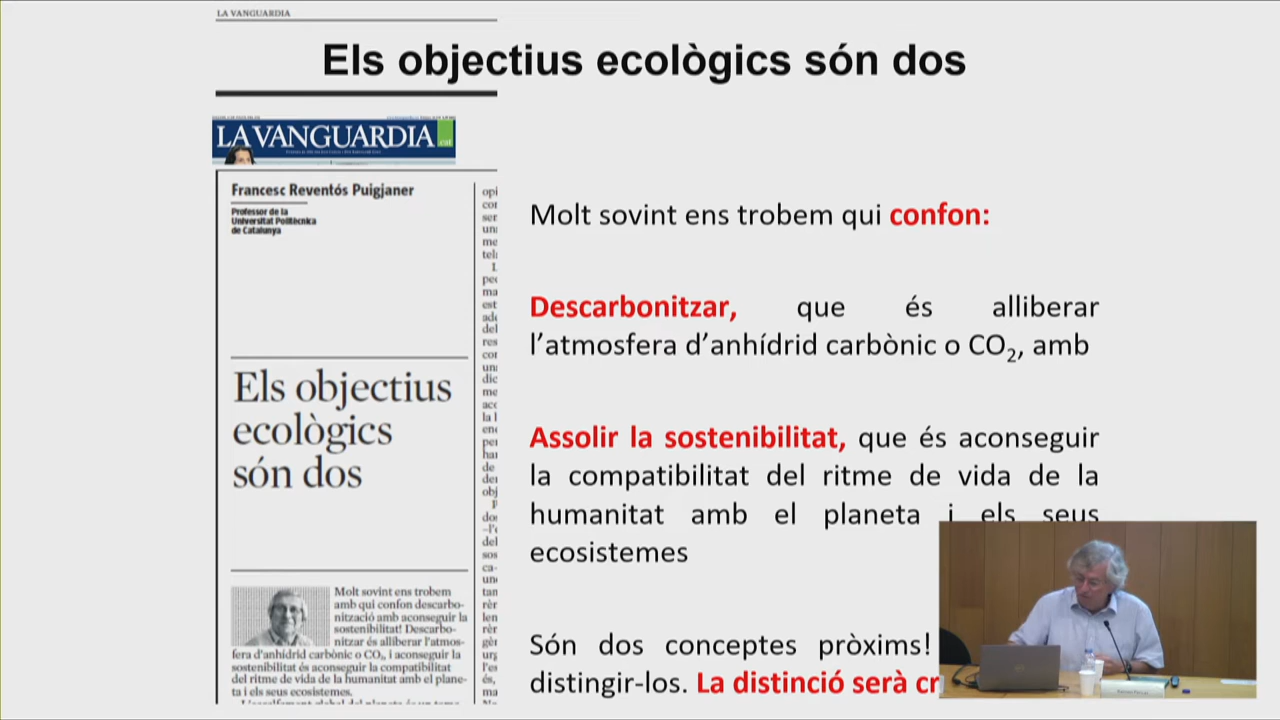 LA VANGUARDIA
Els objectius ecològics són dos
LA VANGUARDIA
Francesc Reventós Puigjaner
Professor de la
Universitat Politècnica
de Catalunya
Els objectius
ecològics
són dos
Molt sovint ens trobem
amb qui confon descarbo-
nització amb aconseguir la
sostenibilitat! Descarbo-
nitzar és alliberar l'atmos-
fera d'anhídrid carbònic o CO₂, i aconseguir la
sostenibilitat és aconseguir la compatibilitat
del ritme de vida de la humanitat amb el plane-
ta i els seus ecosistemes.
Molt sovint ens trobem qui confon:
Descarbonitzar, que és alliberar
l’atmosfera d’anhídrid carbònic o CO₂, amb
Assolir la sostenibilitat, que és aconseguir
la compatibilitat del ritme de vida de la
humanitat amb el planeta i els seus
ecosistemes
Són dos conceptes pròxims!
distingir-los. La distinció serà